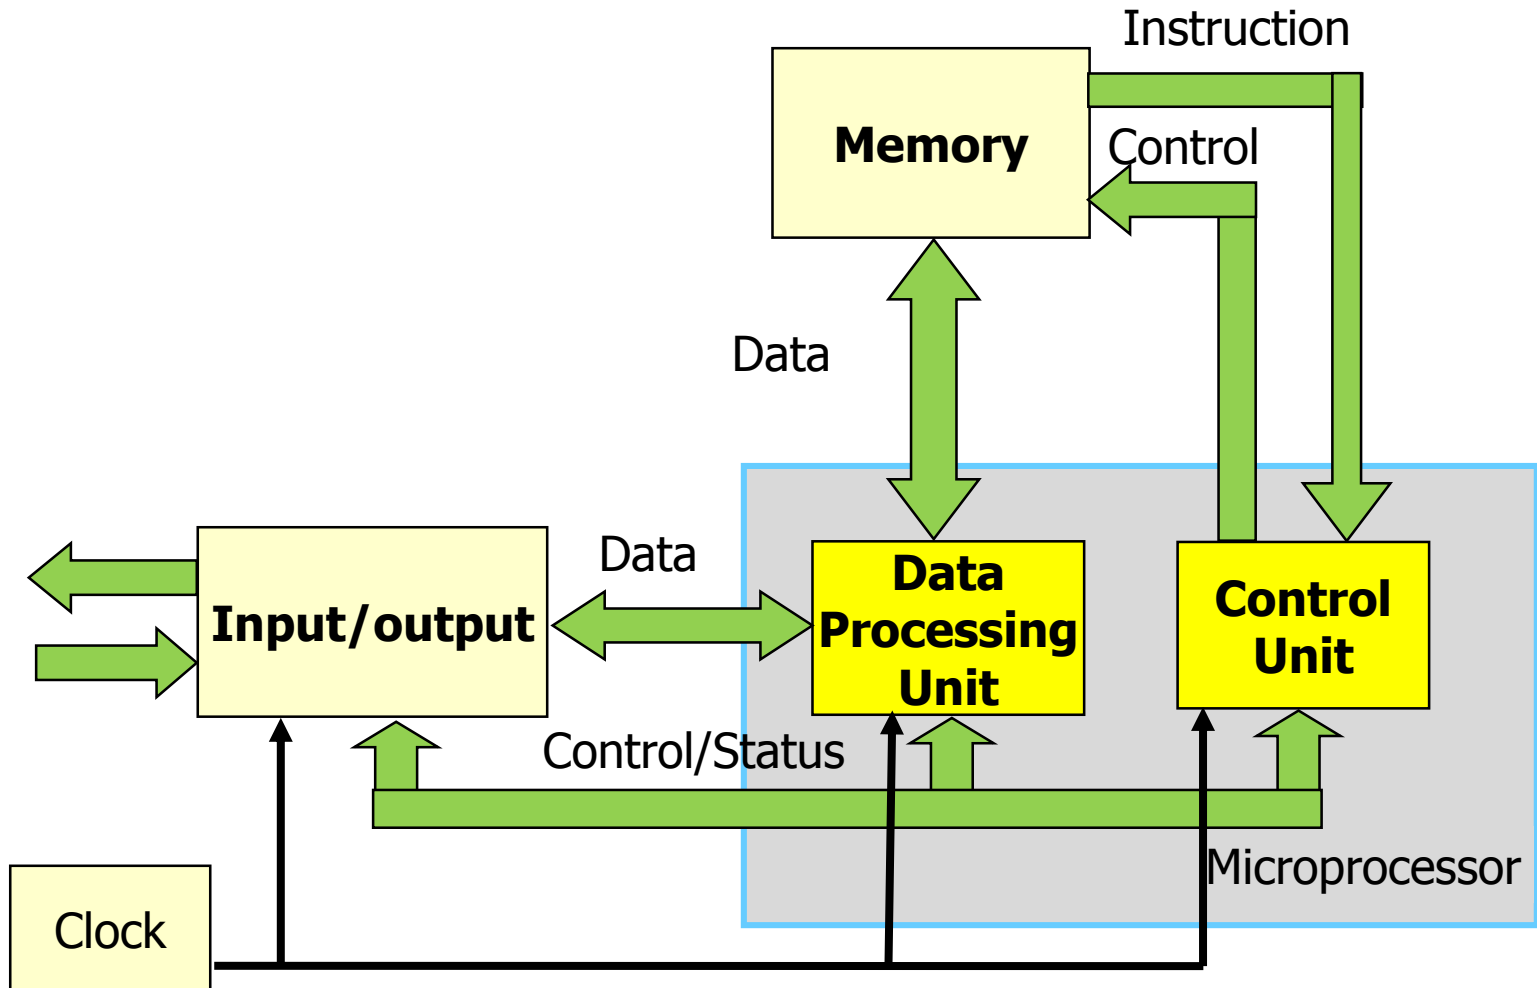 Instruction
Memory
Control
Data
Data
Input/output
Data
Processing
Unit
Control
Unit
Control/Status
Microprocessor
Clock